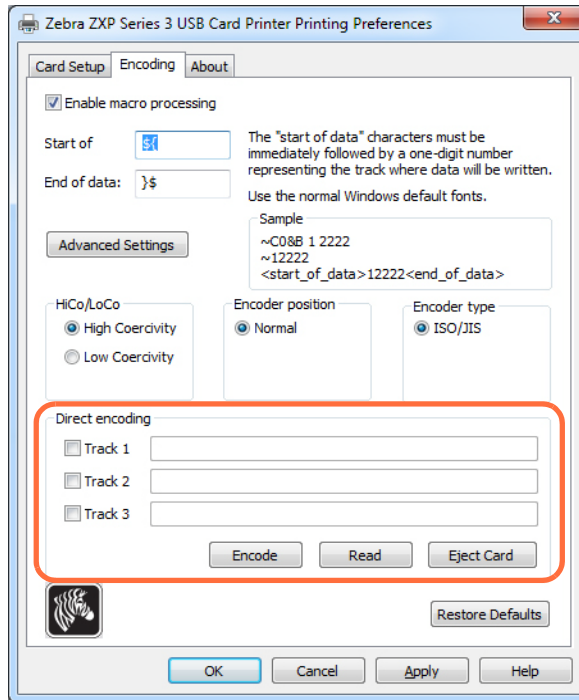 Zebra ZXP Series 3 USB Card Printer Printing Preferences
Card Setup Encoding About
Enable macro processing
Start of ${
End of data: }$
The "start of data" characters must be
immediately followed by a one-digit number
representing the track where data will be written.
Use the normal Windows default fonts.
Advanced Settings
Sample
~C0&B 1 2222
~12222
<start_of_data>12222<end_of_data>
HiCo/LoCo
High Coercivity
Low Coercivity
Encoder position
Normal
Encoder type
ISO/JIS
Direct encoding
Track 1
Track 2
Track 3
Encode Read Eject Card
Restore Defaults
OK Cancel Apply Help